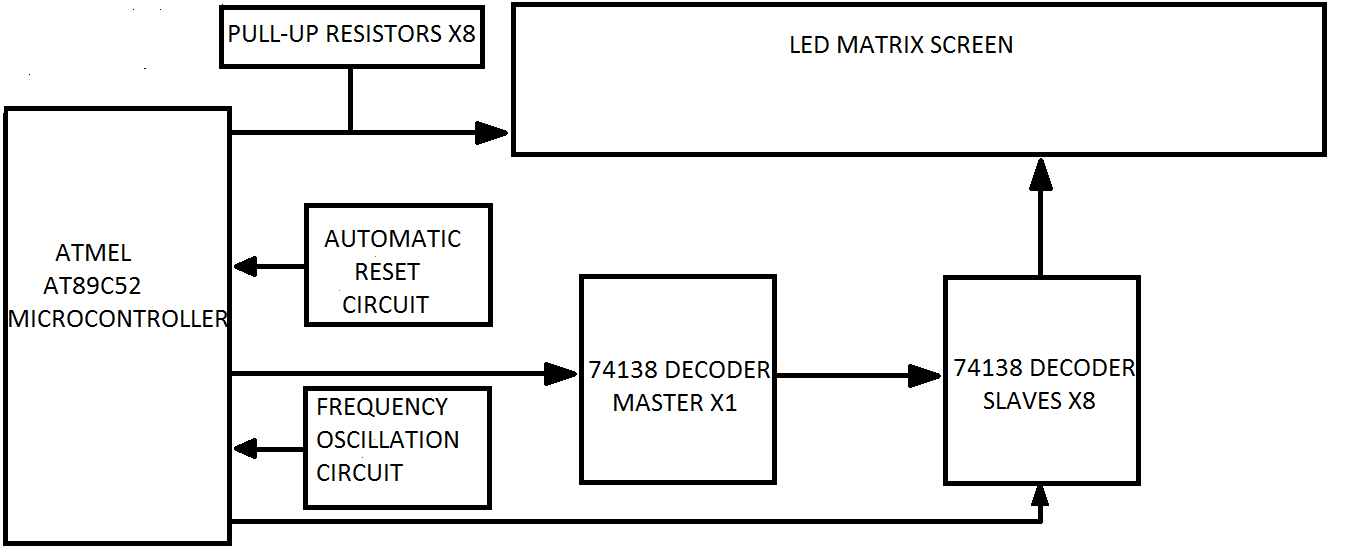 PULL-UP RESISTORS X8
LED MATRIX SCREEN
ATMEL
AT89C52
MICROCONTROLLER
AUTOMATIC
RESET
CIRCUIT
FREQUENCY
OSCILLATION
CIRCUIT
74138 DECODER
MASTER X1
74138 DECODER
SLAVES X8